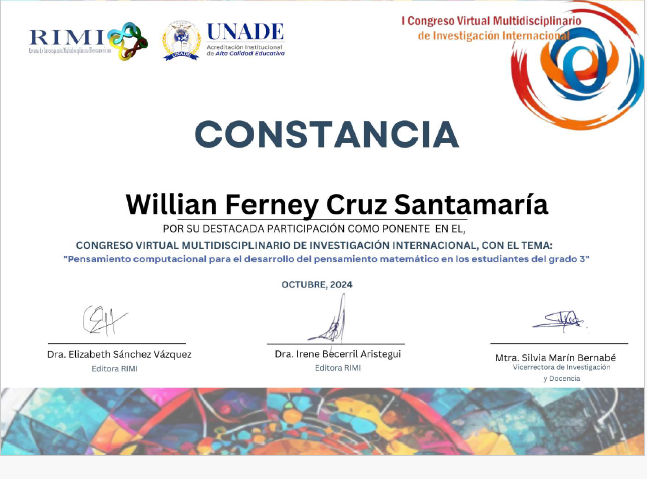 RIMI
UNADE
Acreditación Institucional
de Alta Calidad! Educativa
UNADE
I Congreso Virtual Multidisciplinario
de Investigación Internacional
CONSTANCIA
Willian Ferney Cruz Santamaría
POR SU DESTACADA PARTICIPACIÓN COMO PONENTE EN EL,
CONGRESO VIRTUAL MULTIDISCIPLINARIO DE INVESTIGACIÓN INTERNACIONAL, CON EL TEMA:
"Pensamiento computacional para el desarrollo del pensamiento matemático en los estudiantes del grado 3"
OCTUBRE, 2024
Dra. Elizabeth Sánchez Vázquez
Editora RIMI
Dra. Irene Becerril Aristegui
Editora RIMI
Mtra. Silvia Marín Bernabé
Vicerrectora de Investigación
y Docencia